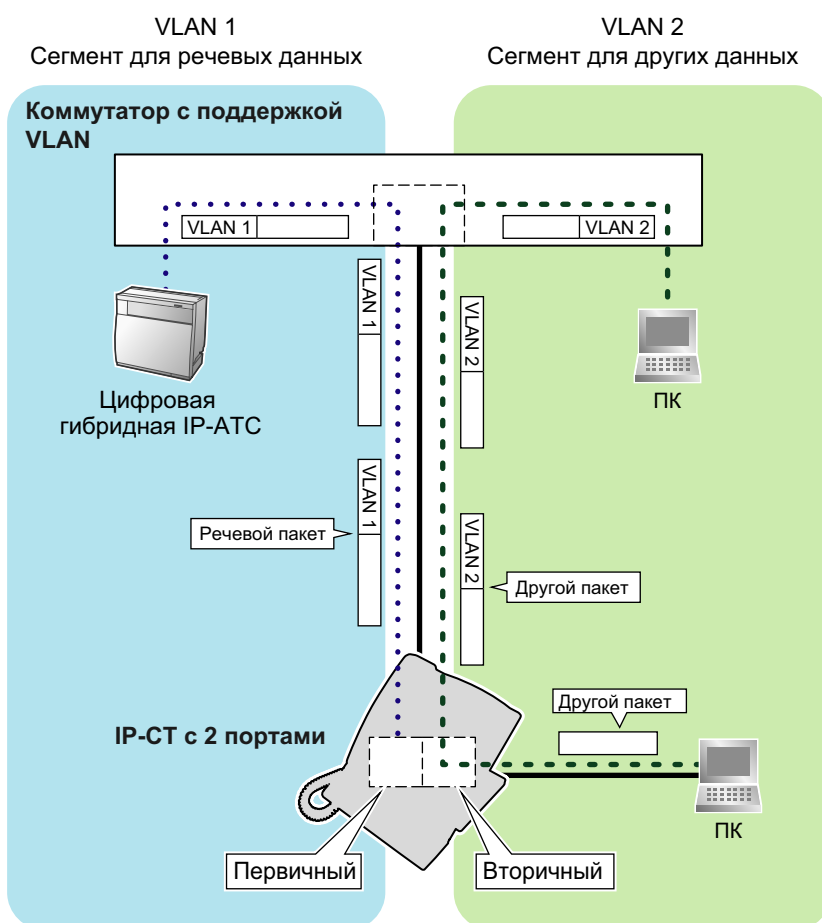 VLAN 1
Сегмент для речевых данных
VLAN 2
Сегмент для других данных
Коммутатор с поддержкой
VLAN
VLAN 1
VLAN 2
VLAN 1
VLAN 2
Цифровая
гибридная IP-АТС
ПК
VLAN 1
Речевой пакет
VLAN 2
Другой пакет
Другой пакет
IP-СТ с 2 портами
ПК
Первичный
Вторичный